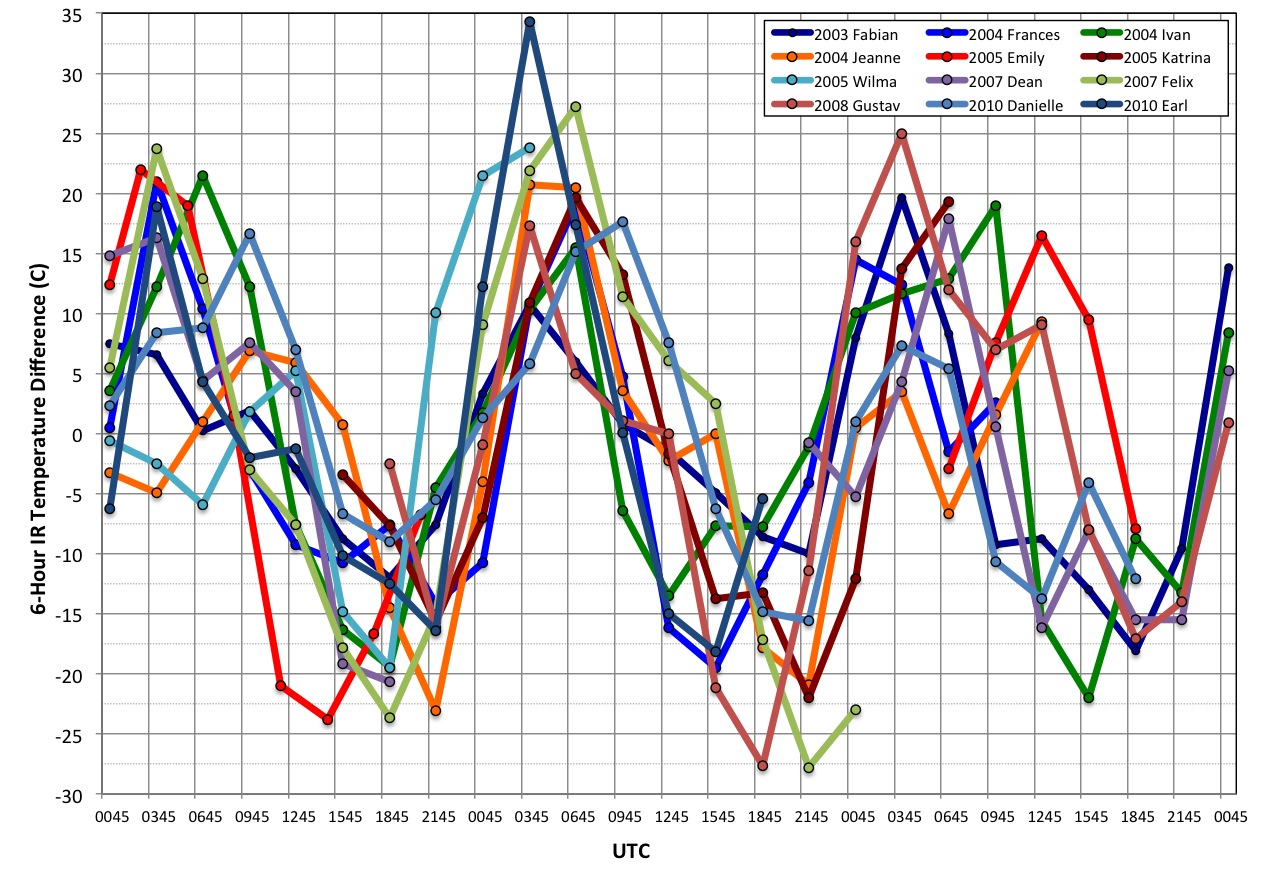 35
30
25
20
15
10
5
0
-5
-10
-15
-20
-25
-30
6-Hour IR Temperature Difference (C)
2003 Fabian 2004 Frances 2004 Ivan
2004 Jeanne 2005 Emily 2005 Katrina
2005 Wilma 2007 Dean 2007 Felix
2008 Gustav 2010 Danielle 2010 Earl
0045 0345 0645 0945 1245 1545 1845 2145 0045 0345 0645 0945 1245 1545 1845 2145 0045 0345 0645 0945 1245 1545 1845 2145 0045
UTC